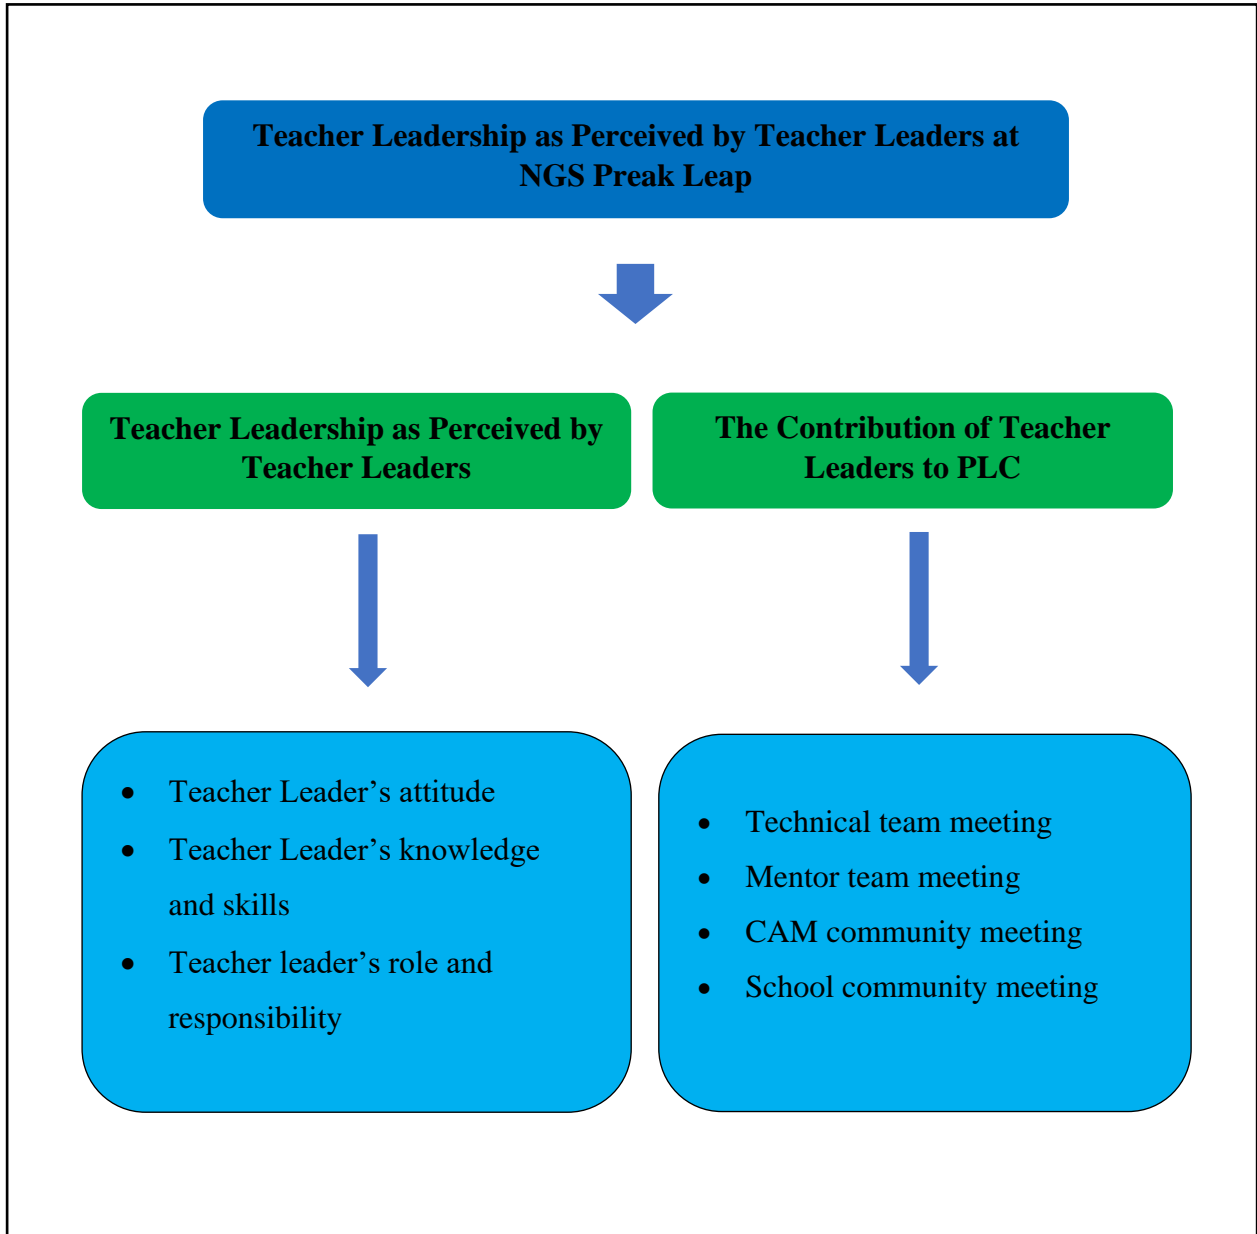 Teacher Leadership as Perceived by Teacher Leaders at
NGS Preak Leap
Teacher Leadership as Perceived by
Teacher Leaders
The Contribution of Teacher
Leaders to PLC
• Teacher Leader’s attitude
• Teacher Leader’s knowledge
and skills
• Teacher leader’s role and
responsibility
• Technical team meeting
• Mentor team meeting
• CAM community meeting
• School community meeting